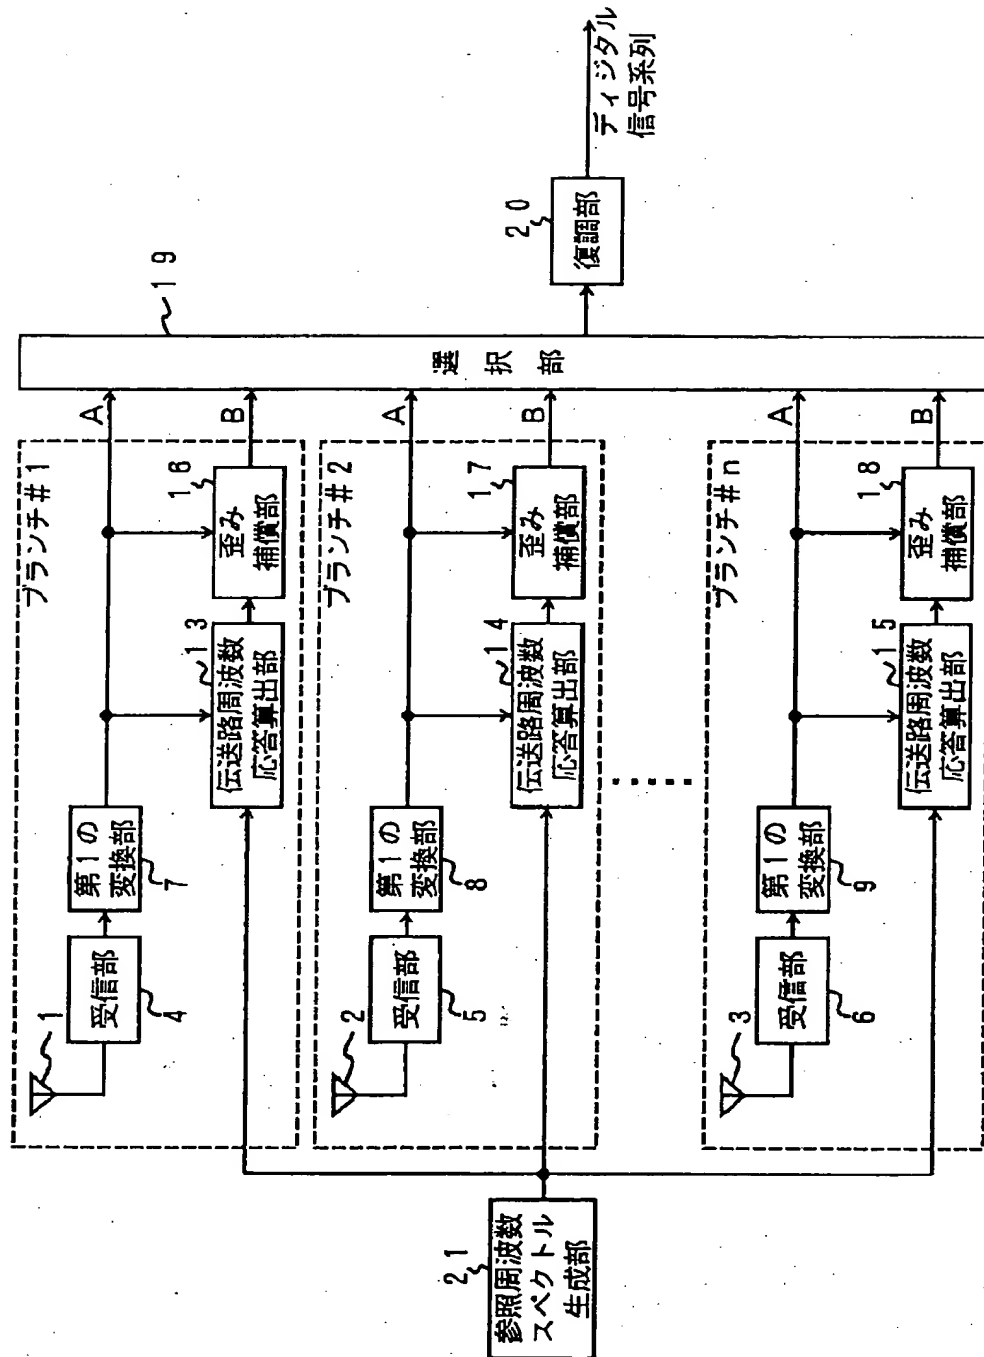 ブランチ#1
1
受信部
4
第1の
変換部
7
伝送路周波数
応答算出部
13
歪み
補償部
16
A
B
ブランチ#2
2
受信部
5
第1の
変換部
8
伝送路周波数
応答算出部
14
歪み
補償部
17
A
B
ブランチ#n
3
受信部
6
第1の
変換部
9
伝送路周波数
応答算出部
15
歪み
補償部
18
A
B
21
参照周波数
スペクトル
生成部
選択部
19
20
復調部
ディジタル
信号系列